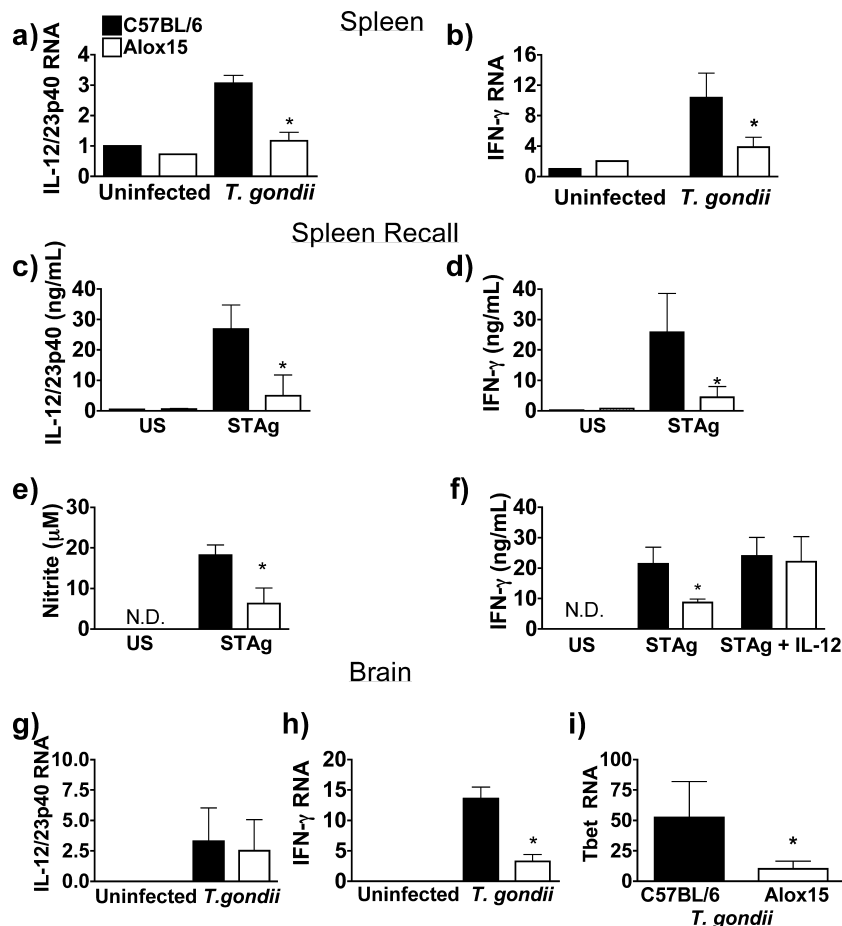 a)
C57BL/6
Alox15
Spleen
b)
IL-12/23p40 RNA
4
3
2
1
0
*
Uninfected T. gondii
IFN-γ RNA
16
12
8
4
0
*
Uninfected T. gondii
Spleen Recall
c)
IL-12/23p40 (ng/mL)
40
30
20
10
0
*
US STAg
d)
IFN-γ (ng/mL)
40
30
20
10
0
*
US STAg
e)
Nitrite (μM)
30
20
10
0
N.D.
*
US STAg
f)
IFN-γ (ng/mL)
40
30
20
10
0
N.D.
*
US STAg STAg + IL-12
Brain
g)
IL-12/23p40 RNA
10.0
7.5
5.0
2.5
0.0
Uninfected T.gondii
h)
IFN-γ RNA
20
15
10
5
0
*
Uninfected T. gondii
i)
Tbet RNA
100
75
50
25
0
*
C57BL/6 Alox15
T. gondii